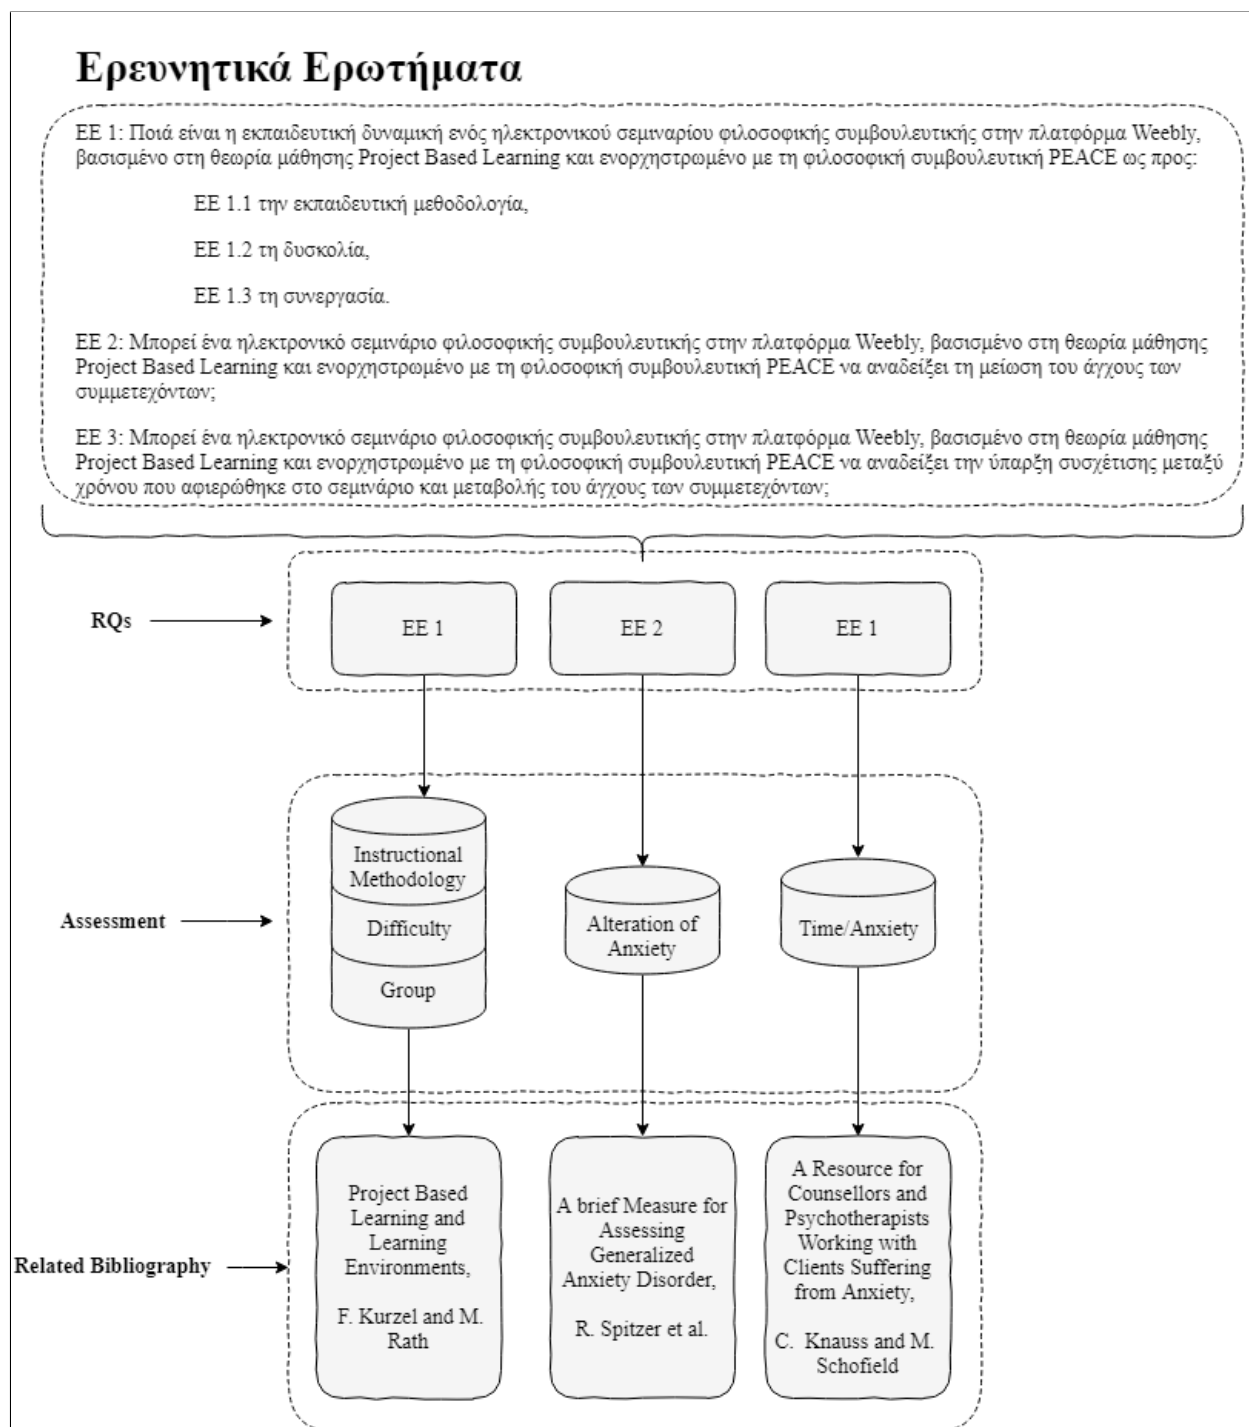 Ερευνητικά Ερωτήματα
ΕΕ 1: Ποιά είναι η εκπαιδευτική δυναμική ενός ηλεκτρονικού σεμιναρίου φιλοσοφικής συμβουλευτικής στην πλατφόρμα Weebly,
βασισμένο στη θεωρία μάθησης Project Based Learning και ενορχηστρωμένο με τη φιλοσοφική συμβουλευτική PEACE ως προς:
ΕΕ 1.1 την εκπαιδευτική μεθοδολογία,
ΕΕ 1.2 τη δυσκολία,
ΕΕ 1.3 τη συνεργασία.
ΕΕ 2: Μπορεί ένα ηλεκτρονικό σεμινάριο φιλοσοφικής συμβουλευτικής στην πλατφόρμα Weebly, βασισμένο στη θεωρία μάθησης
Project Based Learning και ενορχηστρωμένο με τη φιλοσοφική συμβουλευτική PEACE να αναδείξει τη μείωση του άγχους των
συμμετεχόντων;
ΕΕ 3: Μπορεί ένα ηλεκτρονικό σεμινάριο φιλοσοφικής συμβουλευτικής στην πλατφόρμα Weebly, βασισμένο στη θεωρία μάθησης
Project Based Learning και ενορχηστρωμένο με τη φιλοσοφική συμβουλευτική PEACE να αναδείξει την ύπαρξη συσχέτισης μεταξύ
χρόνου που αφιερώθηκε στο σεμινάριο και μεταβολής του άγχους των συμμετεχόντων;
RQs
ΕΕ 1
ΕΕ 2
ΕΕ 1
Assessment
Instructional
Methodology
Difficulty
Group
Alteration of
Anxiety
Time/Anxiety
Related Bibliography
Project Based
Learning and
Learning
Environments,
F. Kurzel and M.
Rath
A brief Measure for
Assessing
Generalized
Anxiety Disorder,
R. Spitzer et al.
A Resource for
Counsellors and
Psychotherapists
Working with
Clients Suffering
from Anxiety,
C. Knauss and M.
Schofield